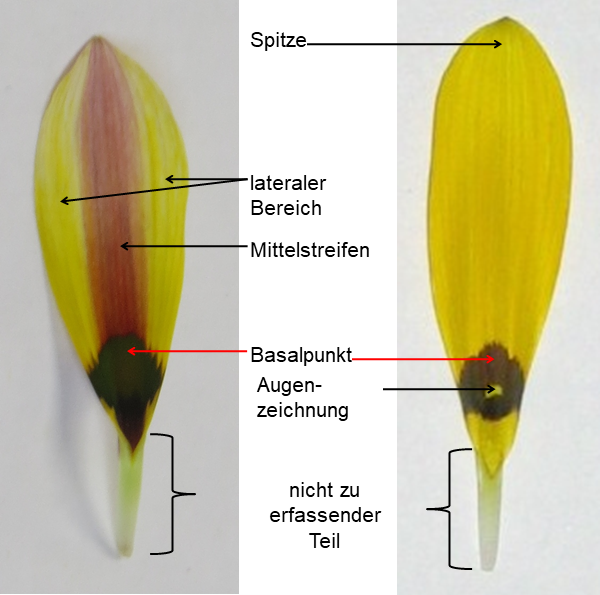 Spitze
lateraler
Bereich
Mittelstreifen
Basalpunkt
Augen-
zeichnung
nicht zu
erfassender
Teil